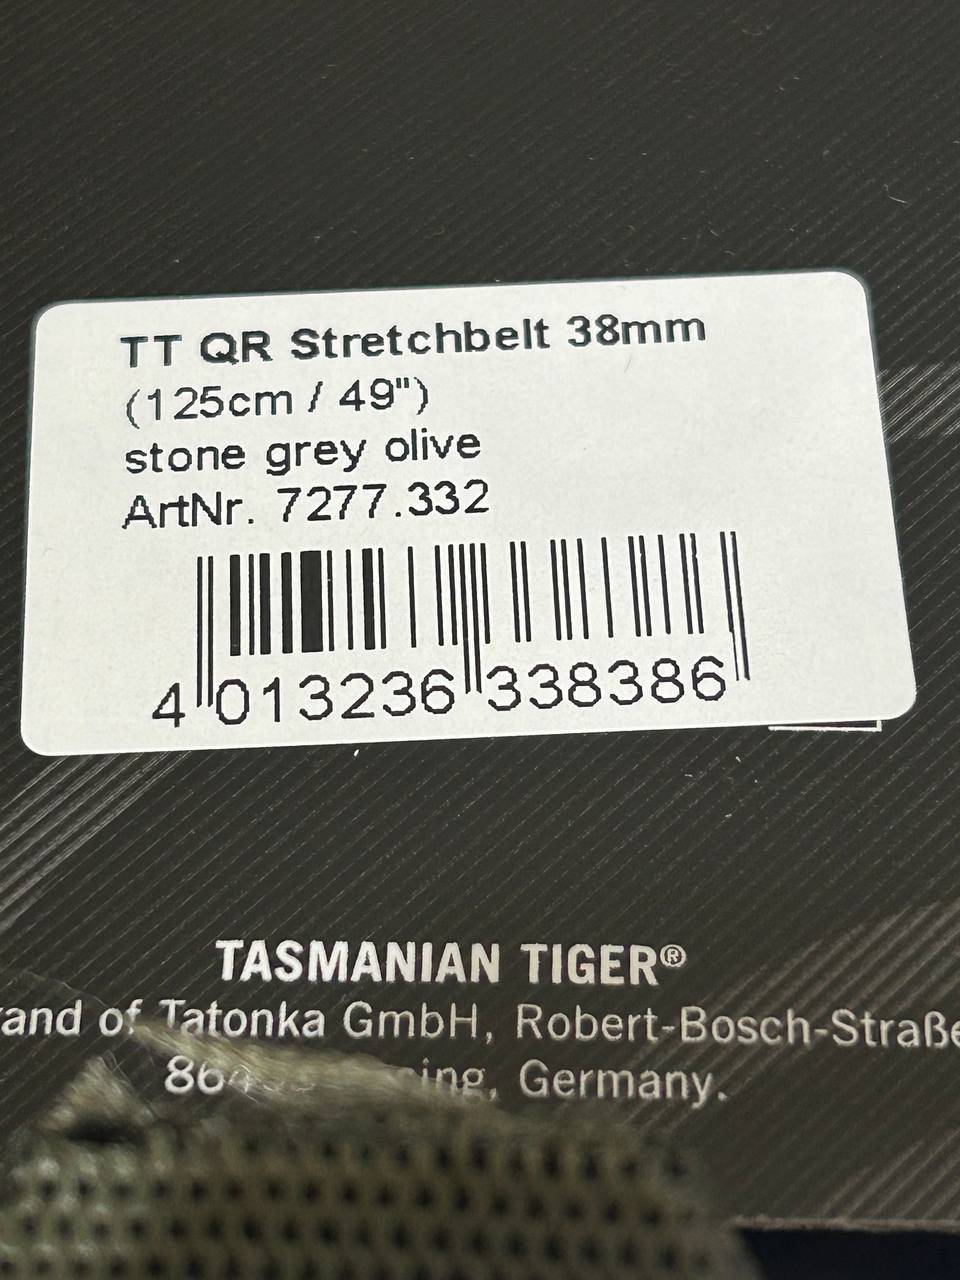 TT QR Stretchbelt 38mm
(125cm / 49")
stone grey olive
ArtNr. 7277.332
4 013236 338386
TASMANIAN TIGER®
of Tatonka GmbH, Robert-Bosch-Straße
Germany.